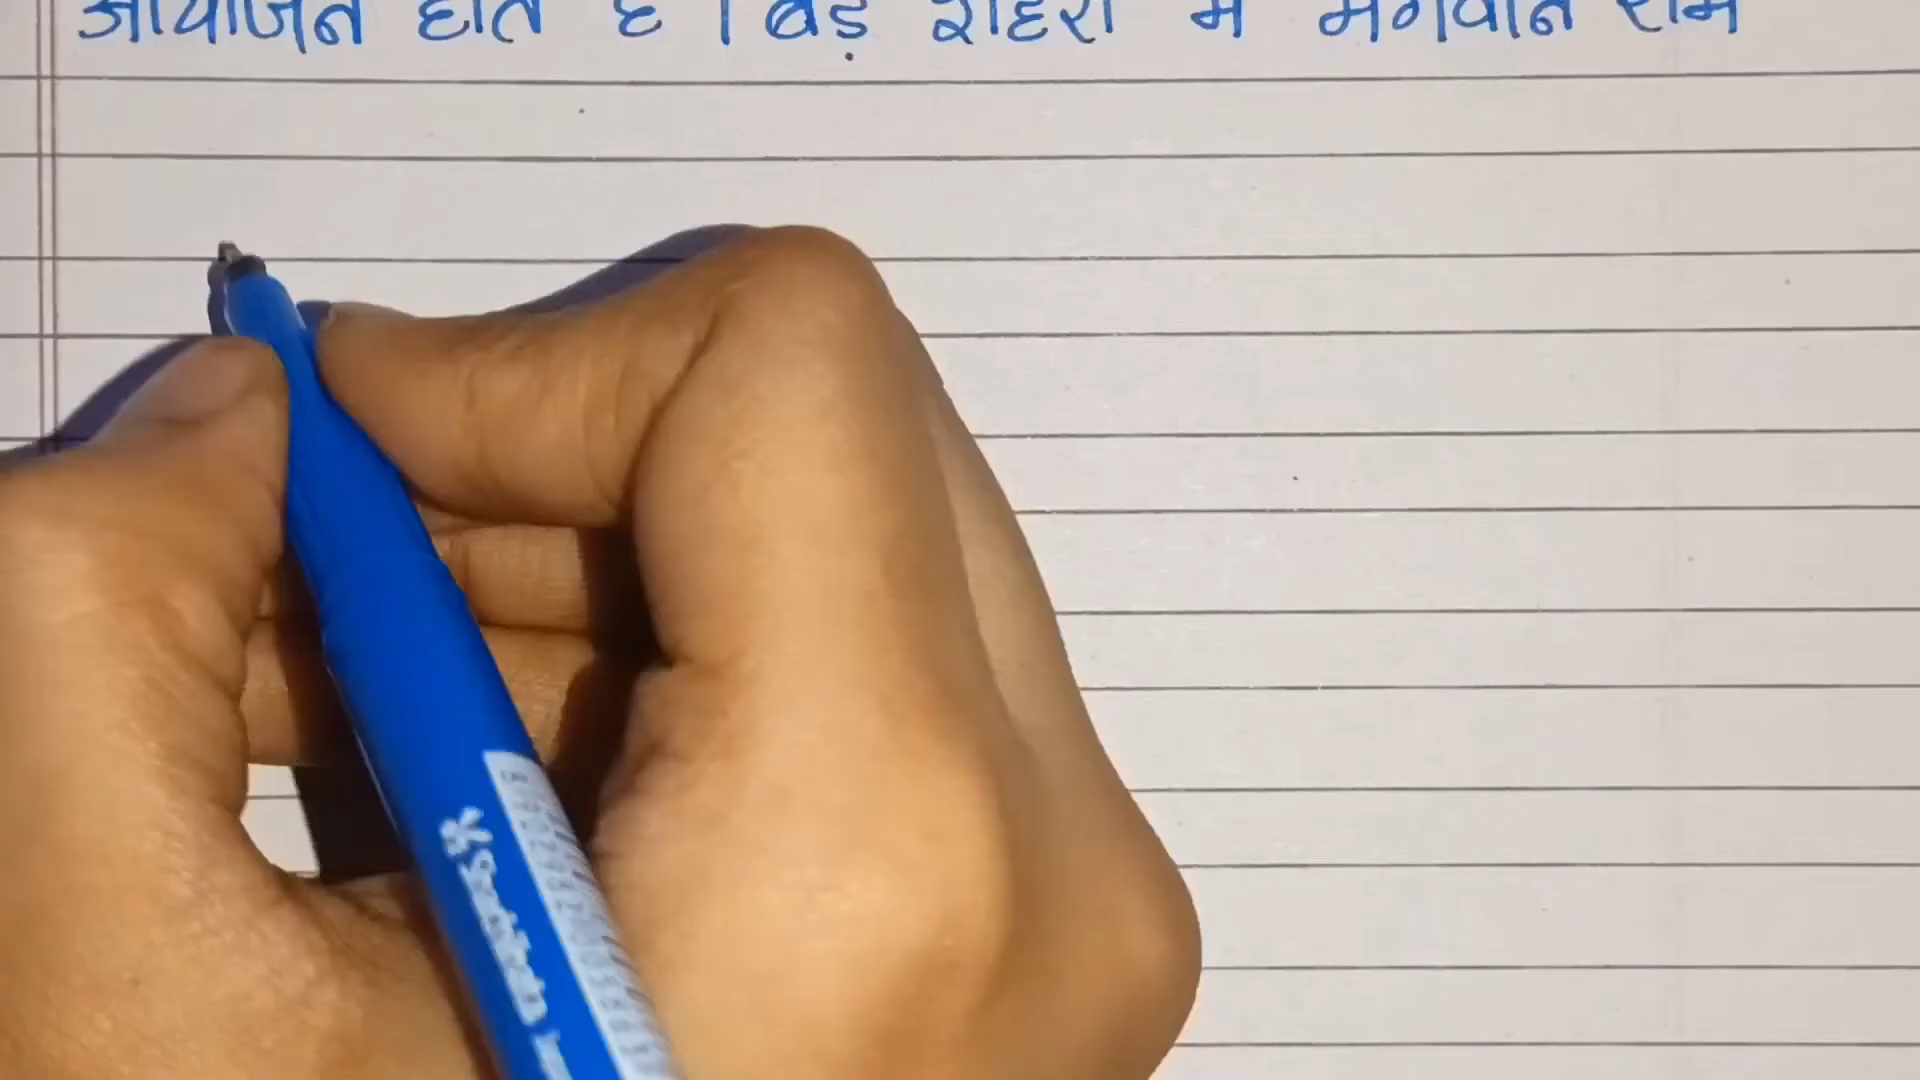 आयोजन होते है । बड़े शहरों में भगवान राम